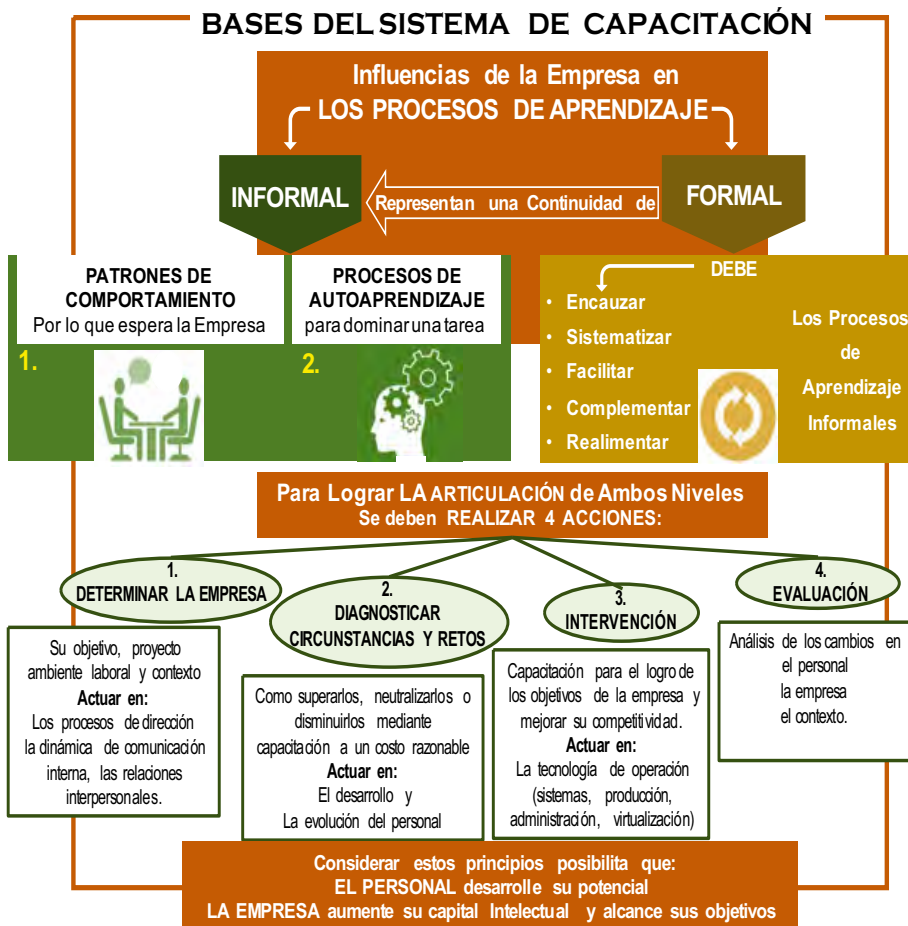 BASES DEL SISTEMA DE CAPACITACIÓN
Influencias de la Empresa en
LOS PROCESOS DE APRENDIZAJE
INFORMAL
Representan una Continuidad de
FORMAL
PATRONES DE
COMPORTAMIENTO
Por lo que espera la Empresa
1.
PROCESOS DE
AUTOAPRENDIZAJE
para dominar una tarea
2.
DEBE
• Encauzar
• Sistematizar
• Facilitar
• Complementar
• Realimentar
Los Procesos
de
Aprendizaje
Informales
Para Lograr LA ARTICULACIÓN de Ambos Niveles
Se deben REALIZAR 4 ACCIONES:
1.
DETERMINAR LA EMPRESA
Su objetivo, proyecto
ambiente laboral y contexto
Actuar en:
Los procesos de dirección
la dinámica de comunicación
interna, las relaciones
interpersonales.
2.
DIAGNOSTICAR
CIRCUNSTANCIAS Y RETOS
Como superarlos, neutralizarlos o
disminuirlos mediante
capacitación a un costo razonable
Actuar en:
El desarrollo y
La evolución del personal
3.
INTERVENCIÓN
Capacitación para el logro de
los objetivos de la empresa y
mejorar su competitividad.
Actuar en:
La tecnología de operación
(sistemas, producción,
administración, virtualización)
4.
EVALUACIÓN
Análisis de los cambios en
el personal
la empresa
el contexto.
Considerar estos principios posibilita que:
EL PERSONAL desarrolle su potencial
LA EMPRESA aumente su capital Intelectual y alcance sus objetivos